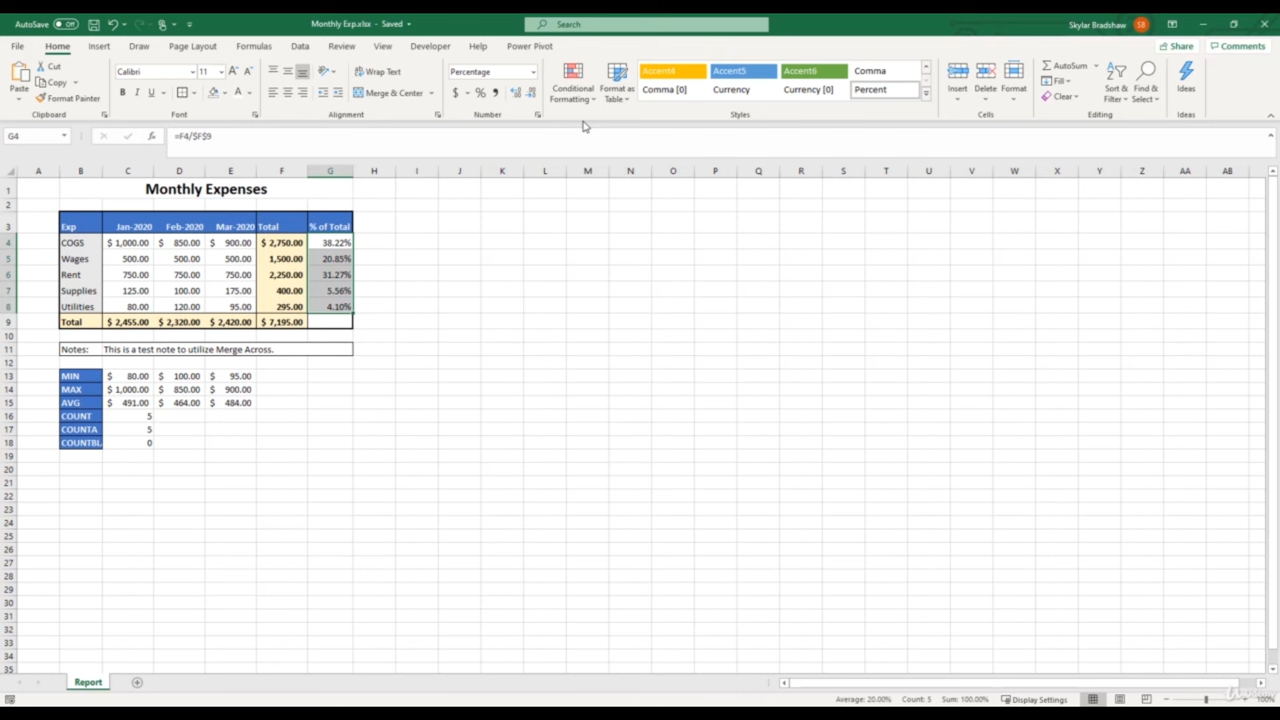 AutoSave Off Monthly Exp.xlsx - Saved Search Skylar Bradshaw SB
File Home Insert Draw Page Layout Formulas Data Review View Developer Help Power Pivot Share Comments
Paste Cut Copy Format Painter Clipboard
Calibri 11 B I U A Font
Wrap Text Merge & Center Alignment
Percentage $ % , Number
Conditional Formatting Format as Table
Accent4 Accent5 Accent6 Comma
Comma [0] Currency Currency [0] Percent
Styles
Insert Delete Format Cells
AutoSum Fill Clear Sort & Filter Find & Select Editing
Ideas Ideas
G4 fx =F4/$F$9
A B C D E F G H I J K L M N O P Q R S T U V W X Y Z AA AB
1 Monthly Expenses
2
3 Exp Jan-2020 Feb-2020 Mar-2020 Total % of Total
4 COGS $ 1,000.00 $ 850.00 $ 900.00 $ 2,750.00 38.22%
5 Wages 500.00 500.00 500.00 1,500.00 20.85%
6 Rent 750.00 750.00 750.00 2,250.00 31.27%
7 Supplies 125.00 100.00 175.00 400.00 5.56%
8 Utilities 80.00 120.00 95.00 295.00 4.10%
9 Total $ 2,455.00 $ 2,320.00 $ 2,420.00 $ 7,195.00
10
11 Notes: This is a test note to utilize Merge Across.
12
13 MIN $ 80.00 $ 100.00 $ 95.00
14 MAX $ 1,000.00 $ 850.00 $ 900.00
15 AVG $ 491.00 $ 464.00 $ 484.00
16 COUNT 5
17 COUNTA 5
18 COUNTBL 0
19
20
21
22
23
24
25
26
27
28
29
30
31
32
33
34
35
Report
Average: 20.00% Count: 5 Sum: 100.00% Display Settings 100%